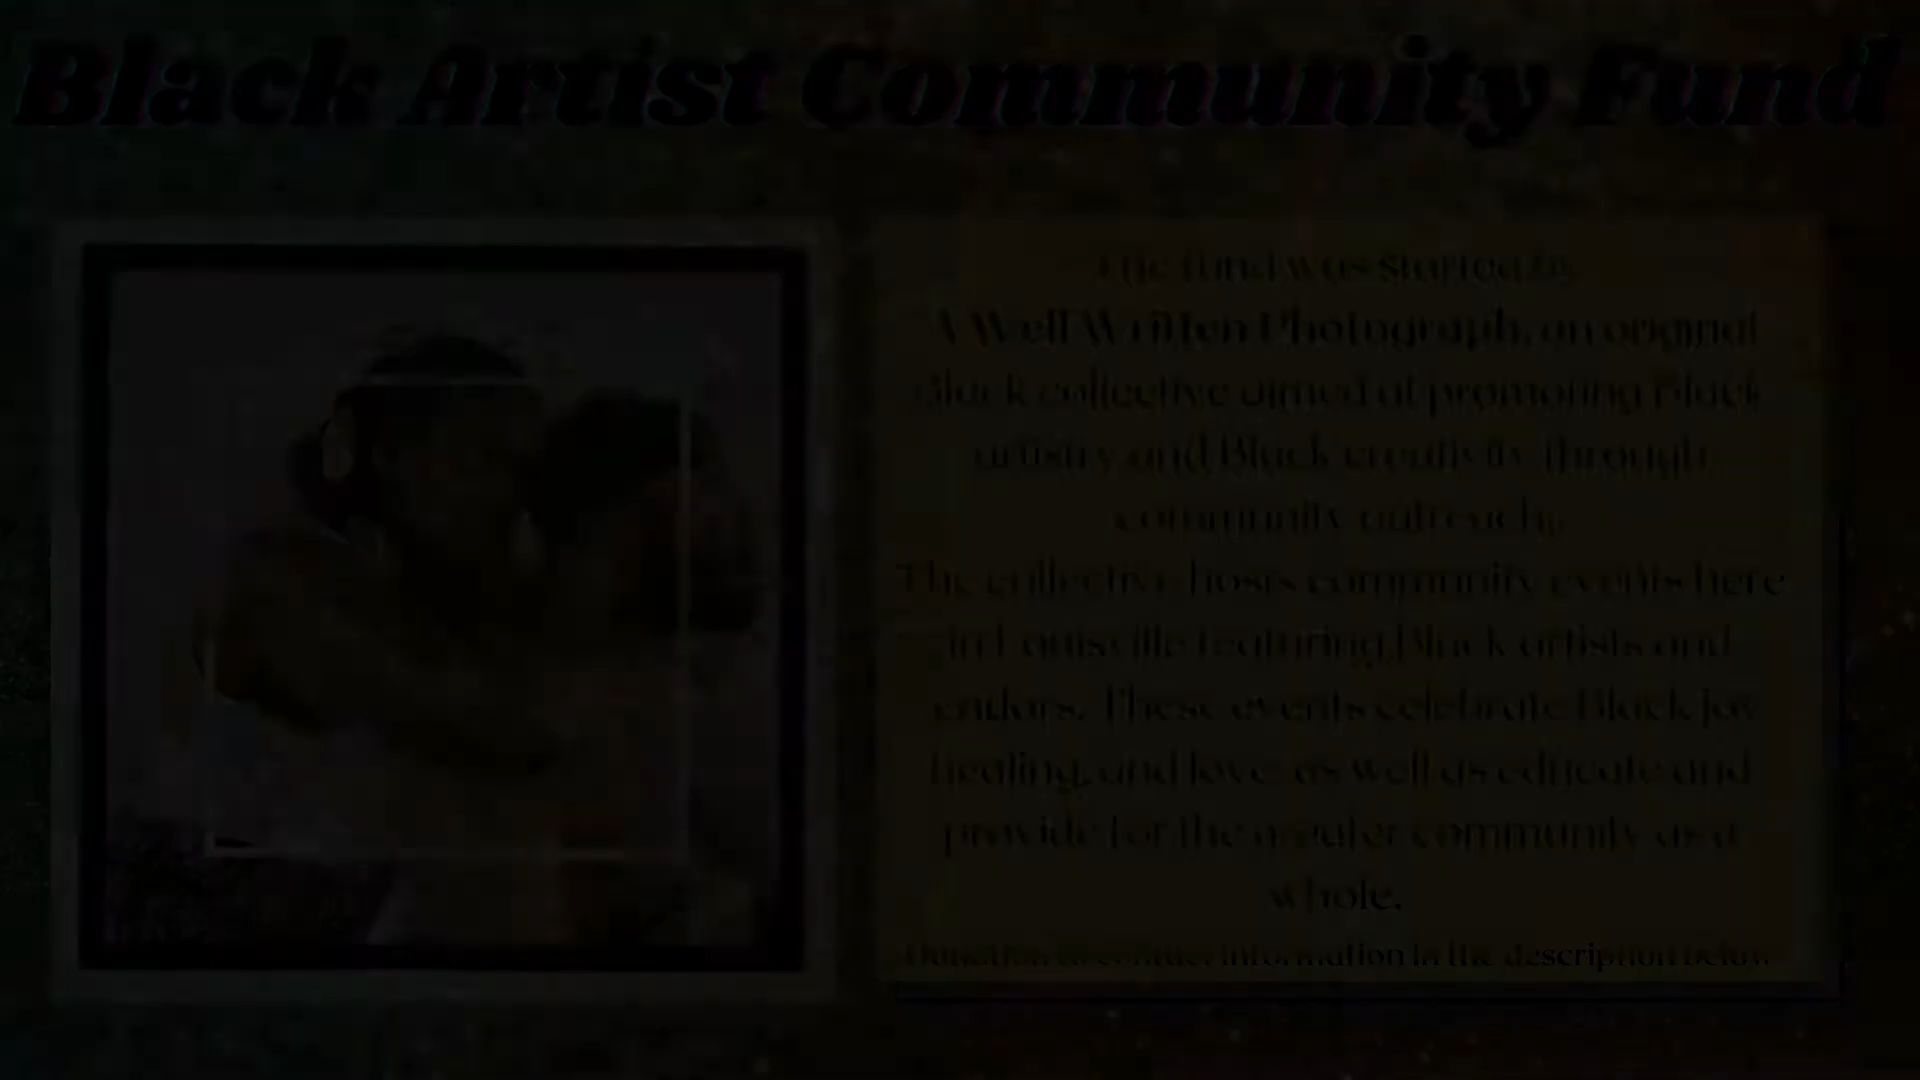 Black Artist Community Fund
The fund was started by
A Well Written Photograph, an original
Black collective aimed at promoting Black
artistry and Black creativity through
community outreach.
The collective hosts community events here
in Louisville featuring Black artists and
vendors. These events celebrate Black joy
healing, and love, as well as educate and
provide for the greater community as a
whole.
Donation information in the description below.